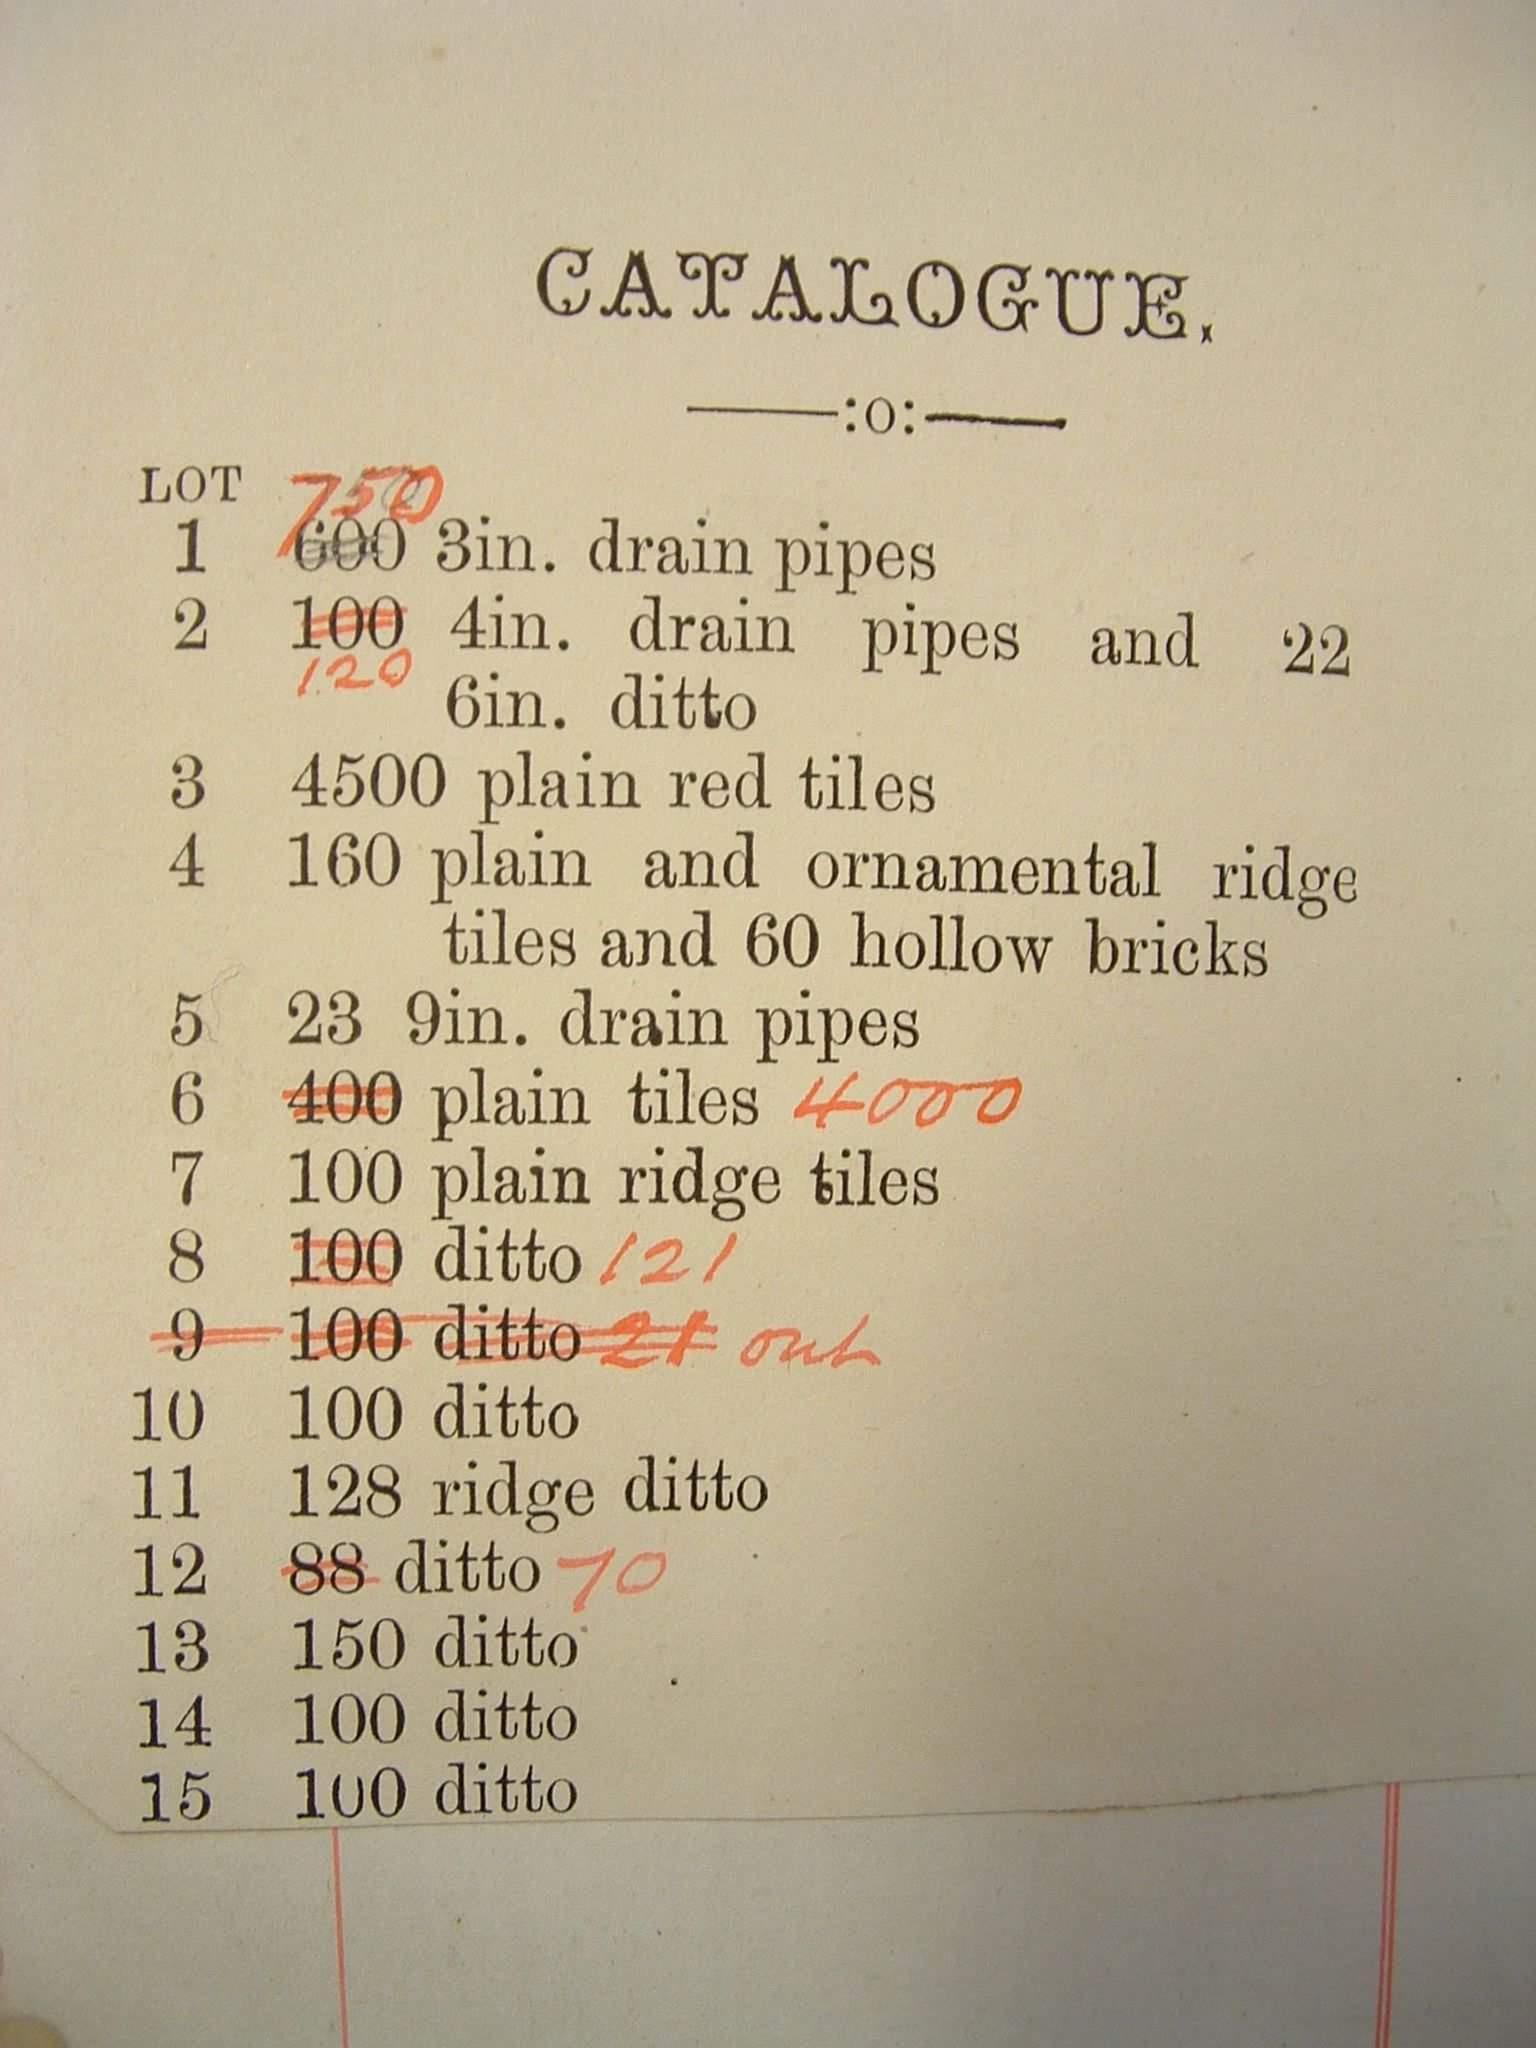 CATALOGUE.
:o:
LOT 750
1 600 3in. drain pipes
2 100 4in. drain pipes and 22
120
6in. ditto
3 4500 plain red tiles
4 160 plain and ornamental ridge
tiles and 60 hollow bricks
5 23 9in. drain pipes
6 400 plain tiles 4000
7 100 plain ridge tiles
8 100 ditto 121
9 100 ditto 21 out
10 100 ditto
11 128 ridge ditto
12 88 ditto 70
13 150 ditto
14 100 ditto
15 100 ditto